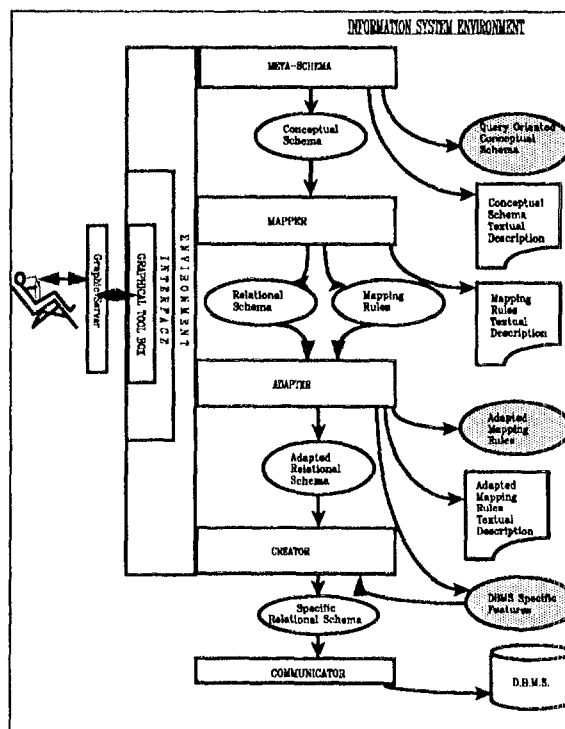 INFORMATION SYSTEM ENVIRONMENT
META-SCHEMA
Conceptual
Schema
Query Oriented
Conceptual
Schema
Conceptual
Schema
Textual
Description
MAPPER
Relational
Schema
Mapping
Rules
Mapping
Rules
Textual
Description
Graphic Server
GRAPHICAL TOOL BOX
INTERFACE
ENVIRONMENT
ADAPTER
Adapted
Mapping
Rules
Adapted
Relational
Schema
Adapted
Mapping
Rules
Textual
Description
CREATOR
DBMS Specific
Features
Specific
Relational Schema
COMMUNICATOR
D.B.M.S.